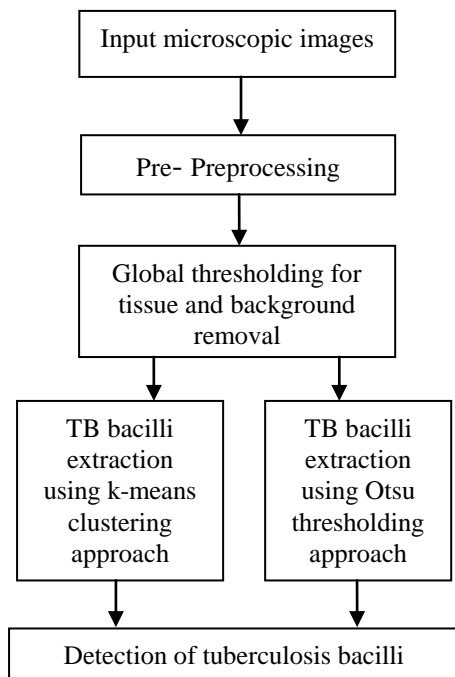 Input microscopic images
Pre- Preprocessing
Global thresholding for
tissue and background
removal
TB bacilli
extraction
using k-means
clustering
approach
TB bacilli
extraction
using Otsu
thresholding
approach
Detection of tuberculosis bacilli